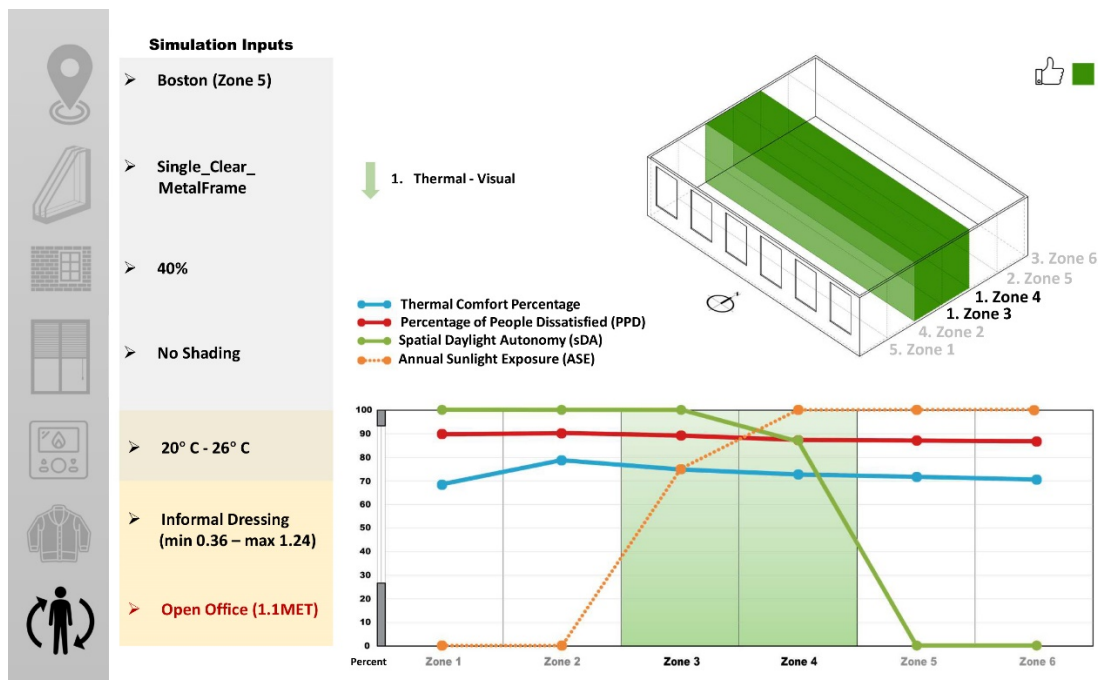 Simulation Inputs
➢ Boston (Zone 5)
➢ Single_Clear_
MetalFrame
➢ 40%
➢ No Shading
➢ 20° C - 26° C
➢ Informal Dressing
(min 0.36 – max 1.24)
➢ Open Office (1.1MET)
1. Thermal - Visual
3. Zone 6
2. Zone 5
1. Zone 4
1. Zone 3
4. Zone 2
5. Zone 1
Thermal Comfort Percentage
Percentage of People Dissatisfied (PPD)
Spatial Daylight Autonomy (sDA)
Annual Sunlight Exposure (ASE)
100
90
80
70
60
50
40
30
20
10
0
Percent Zone 1 Zone 2 Zone 3 Zone 4 Zone 5 Zone 6